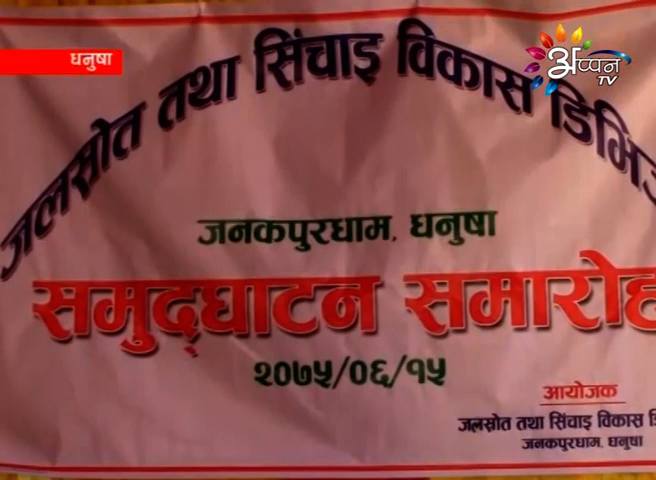 धनुषा
अप्पन
TV
जलस्रोत तथा सिंचाइ विकास
जनकपुरधाम, धनुषा
समुद्घाटन समारोह
२०७५/०६/१५
आयोजक
जलस्रोत तथा सिंचाइ विकास
जनकपुरधाम, धनुषा